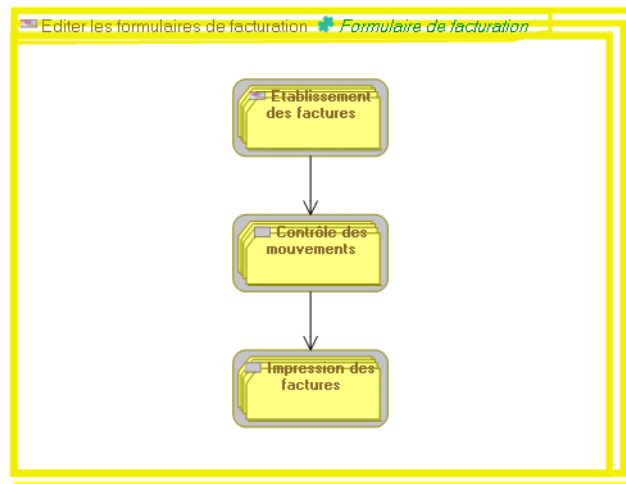 Editer les formulaires de facturation Formulaire de facturation
Etablissement
des factures
Contrôle des
mouvements
Impression des
factures